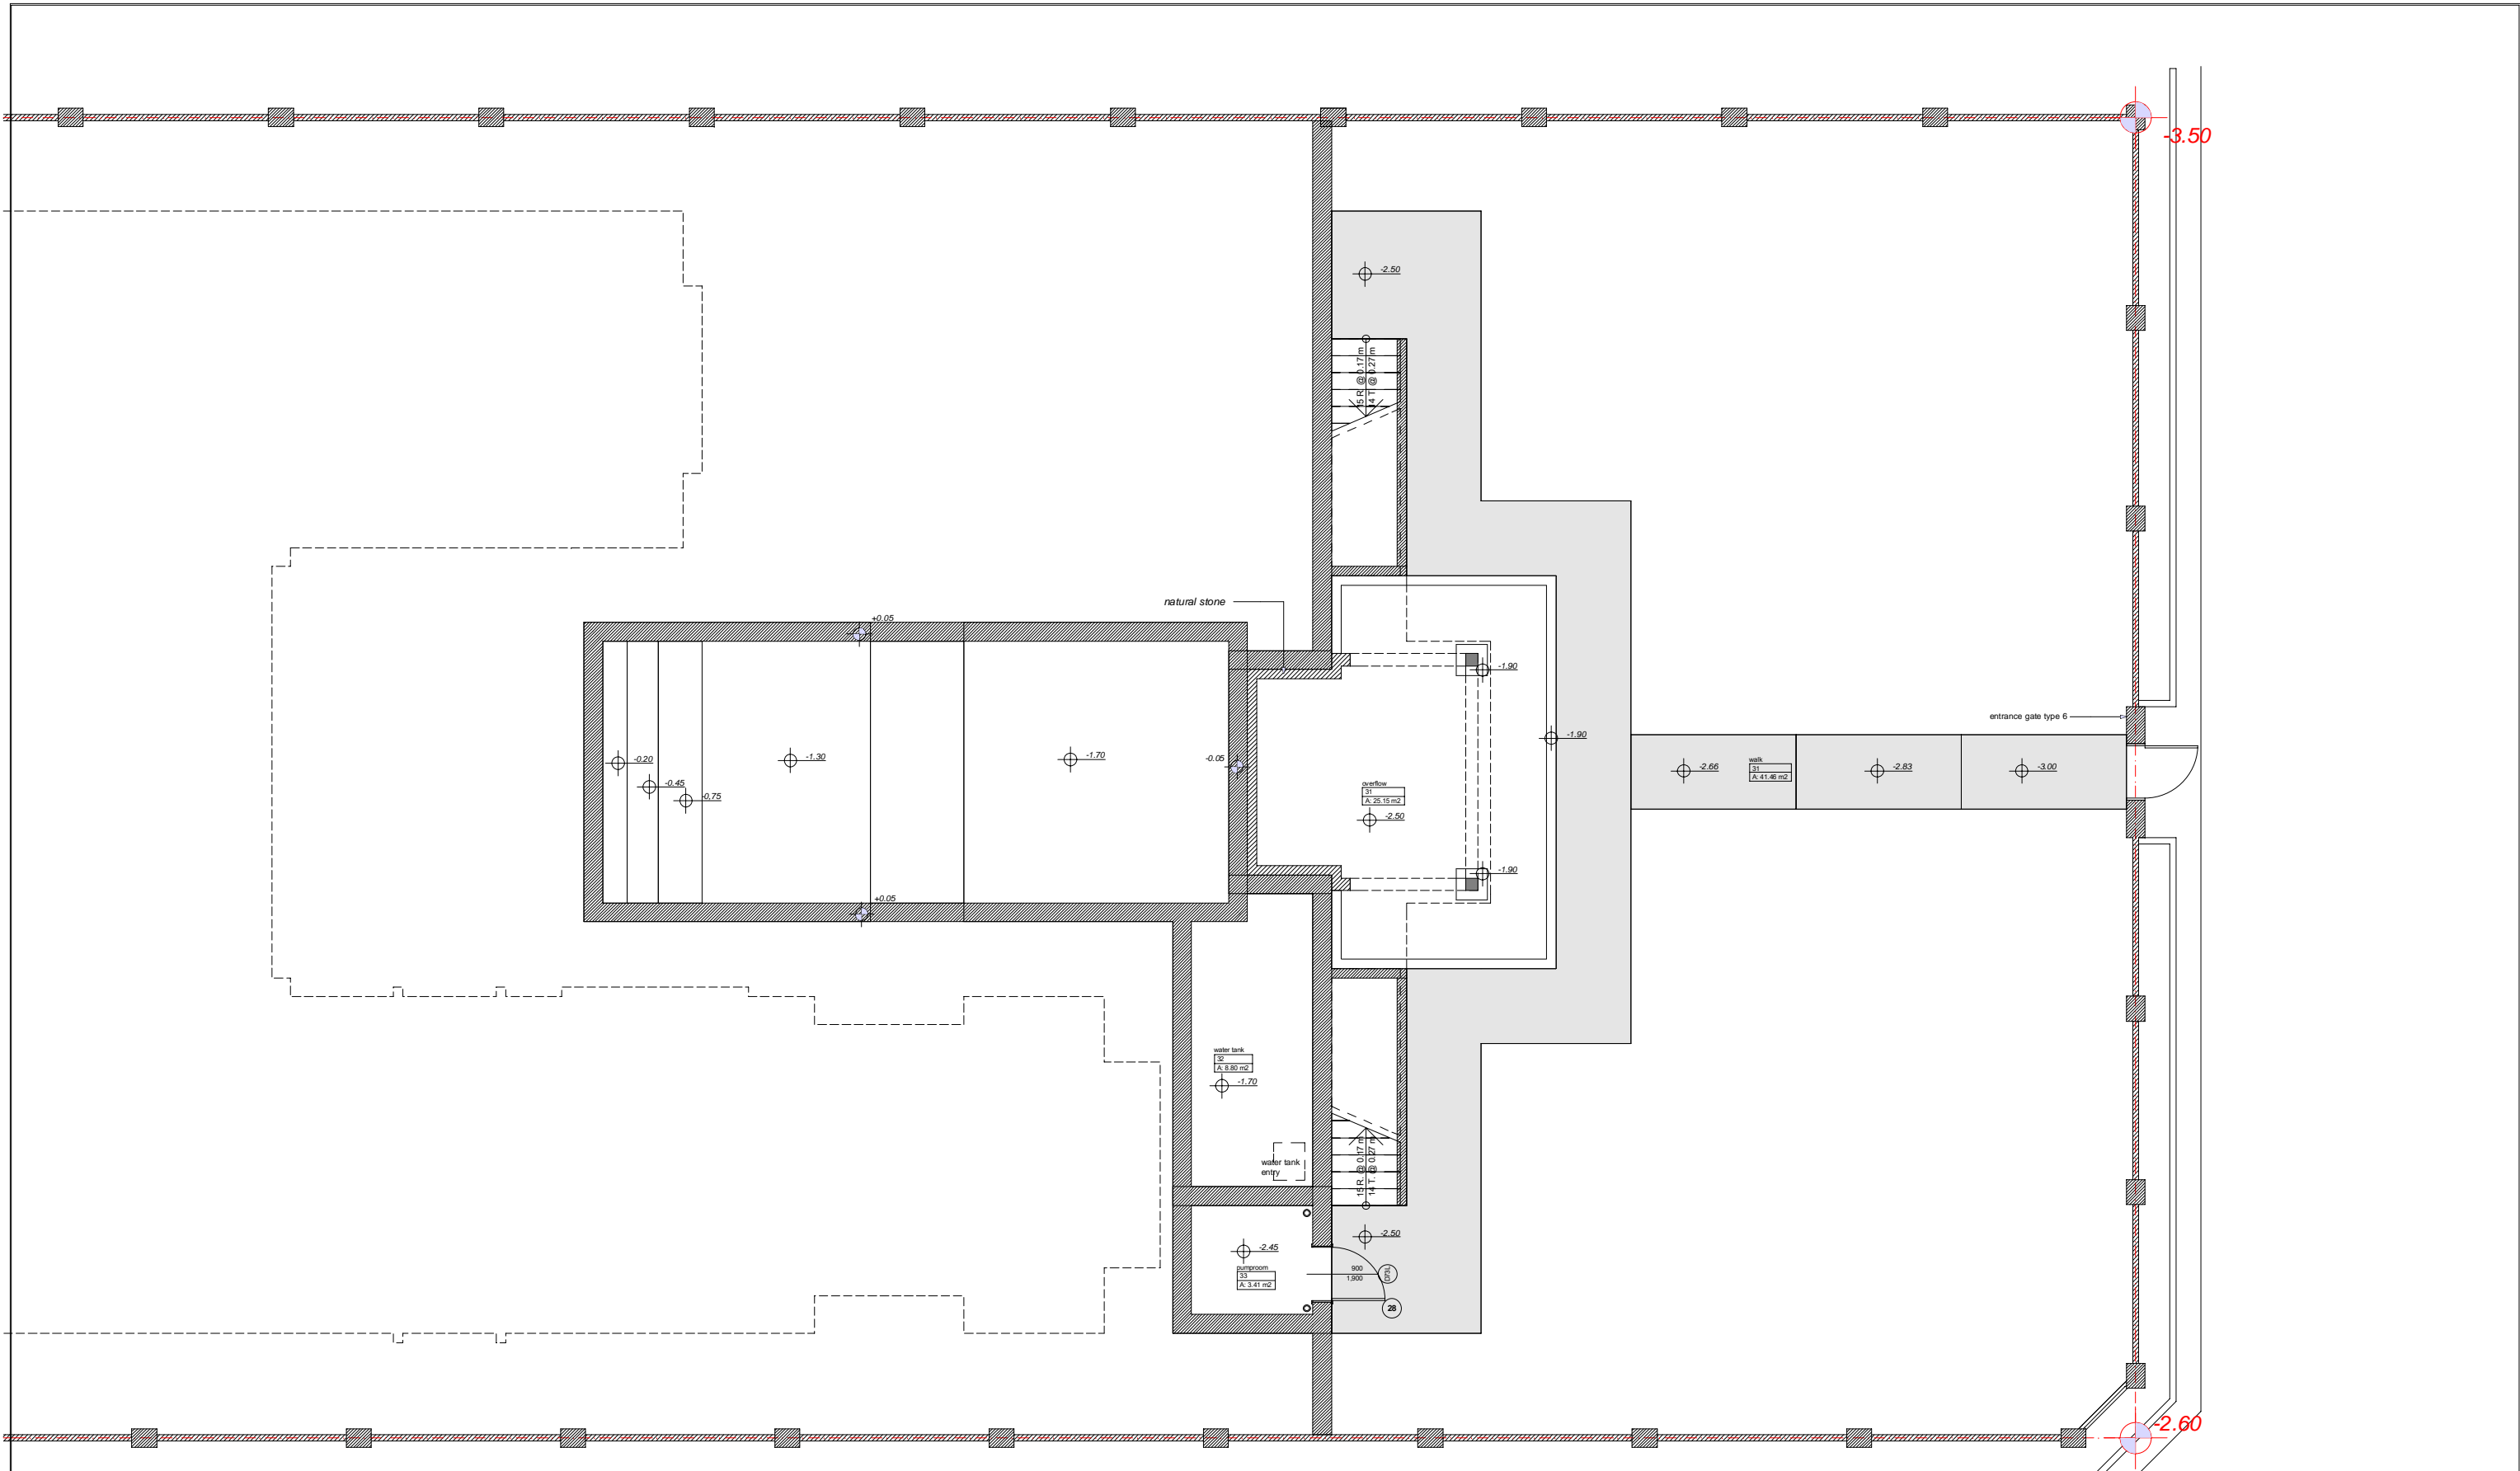 -3.50
-2.50
15 R. @ 0.17 m
14 T. @ 0.27 m
natural stone
+0.05
-1.90
entrance gate type 6
-1.90
-0.20
-0.45
-0.75
-1.30
-1.70
-0.05
-2.66
walk
31
A: 41.46 m2
-2.83
-3.00
overflow
31
A: 25.15 m2
-2.50
-1.90
+0.05
water tank
32
A: 8.80 m2
-1.70
water tank
entry
15 R. @ 0.17 m
14 T. @ 0.27 m
-2.50
-2.45
pumproom
33
A: 3.41 m2
900
1,900
28
-2.60